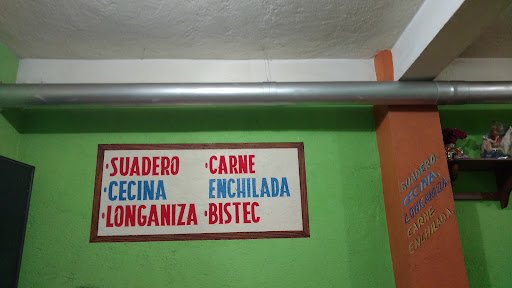 ·SUADERO
·CECINA
·LONGANIZA
·CARNE
ENCHILADA
·BISTEC
SUADERO,
CECINA,
LONGANIZA
CARNE
ENCHILADA